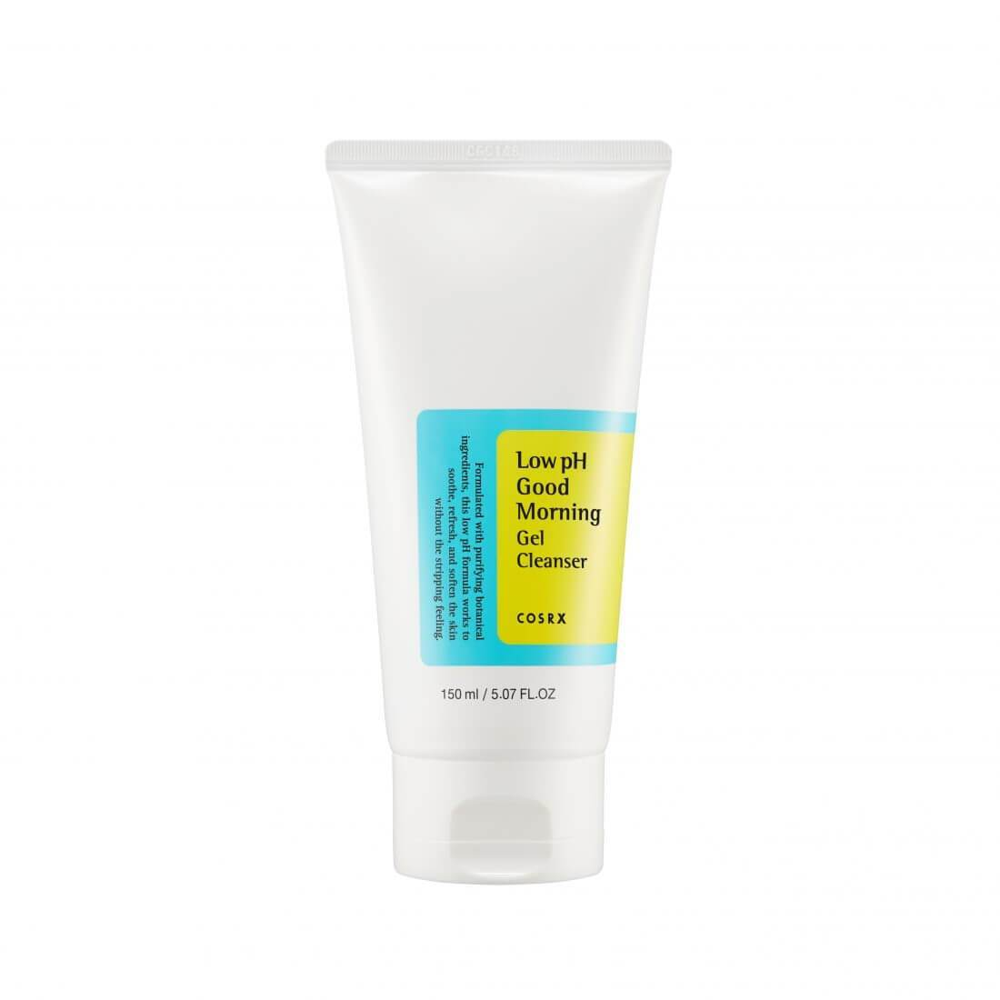 Low pH
Good
Morning
Gel
Cleanser
COSRX
Formulated with purifying botanical
ingredients, this low pH formula works to
soothe, refresh, and soften the skin
without the stripping feeling.
150 ml / 5.07 FL.OZ